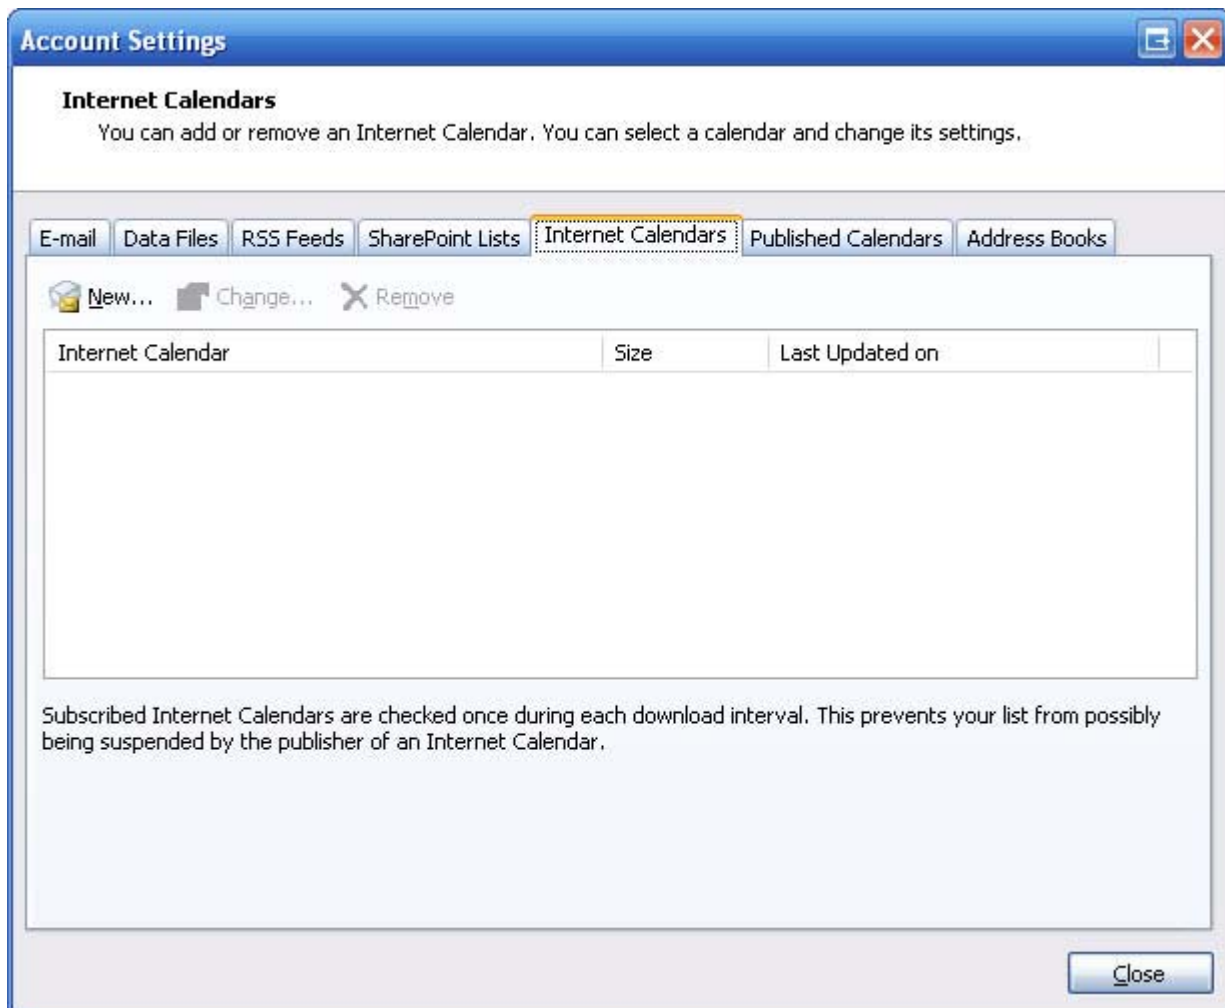 Account Settings
Internet Calendars
You can add or remove an Internet Calendar. You can select a calendar and change its settings.
E-mail Data Files RSS Feeds SharePoint Lists Internet Calendars Published Calendars Address Books
New... Change... Remove
Internet Calendar Size Last Updated on
Subscribed Internet Calendars are checked once during each download interval. This prevents your list from possibly
being suspended by the publisher of an Internet Calendar.
Close